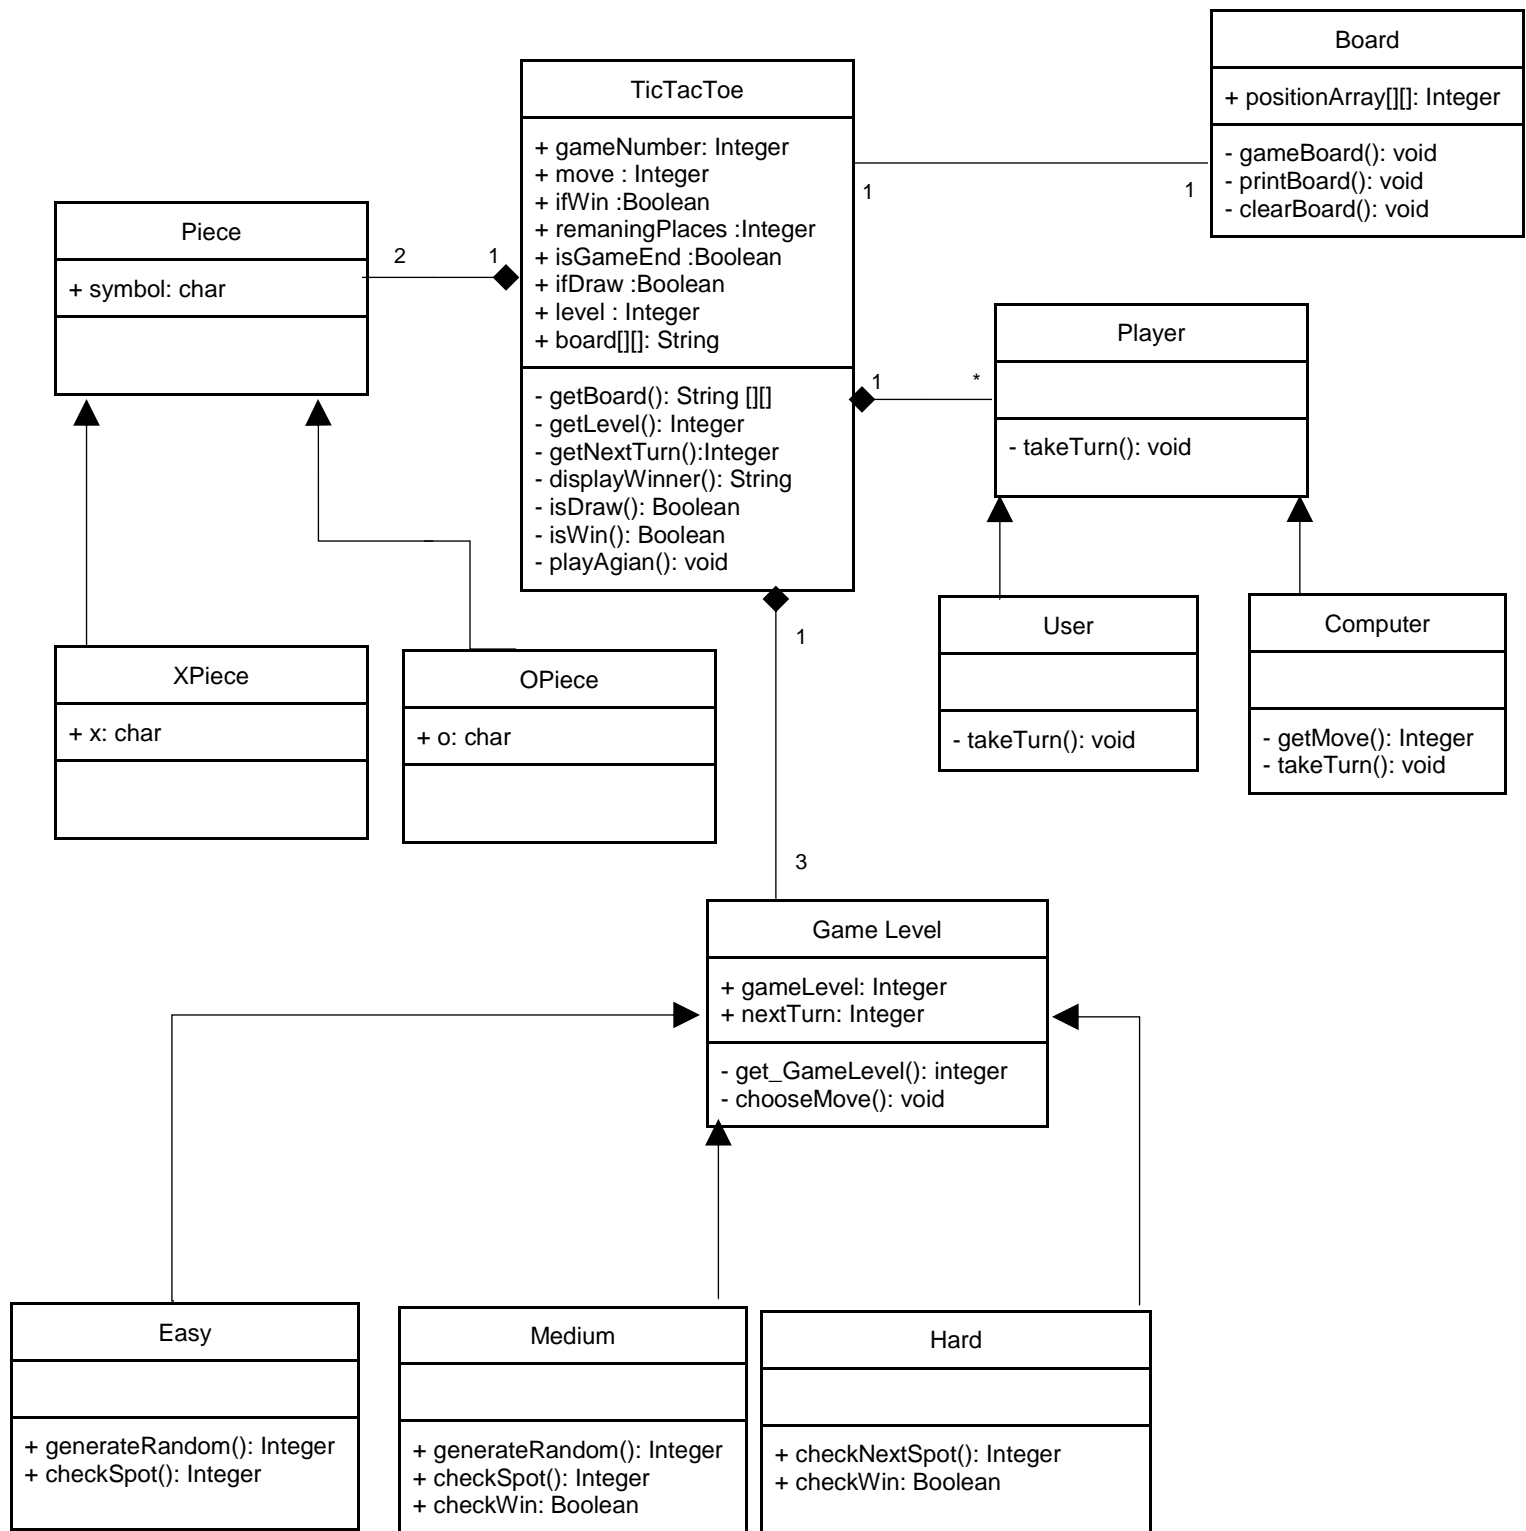 Board
+ positionArray[][]: Integer
- gameBoard(): void
- printBoard(): void
- clearBoard(): void
TicTacToe
+ gameNumber: Integer
+ move : Integer
+ ifWin :Boolean
+ remaningPlaces :Integer
+ isGameEnd :Boolean
+ ifDraw :Boolean
+ level : Integer
+ board[][]: String
- getBoard(): String [][]
- getLevel(): Integer
- getNextTurn():Integer
- displayWinner(): String
- isDraw(): Boolean
- isWin(): Boolean
- playAgian(): void
1
1
Piece
+ symbol: char
2
1
Player
- takeTurn(): void
1
*
User
- takeTurn(): void
Computer
- getMove(): Integer
- takeTurn(): void
XPiece
+ x: char
OPiece
+ o: char
1
3
Game Level
+ gameLevel: Integer
+ nextTurn: Integer
- get_GameLevel(): integer
- chooseMove(): void
Easy
+ generateRandom(): Integer
+ checkSpot(): Integer
Medium
+ generateRandom(): Integer
+ checkSpot(): Integer
+ checkWin: Boolean
Hard
+ checkNextSpot(): Integer
+ checkWin: Boolean